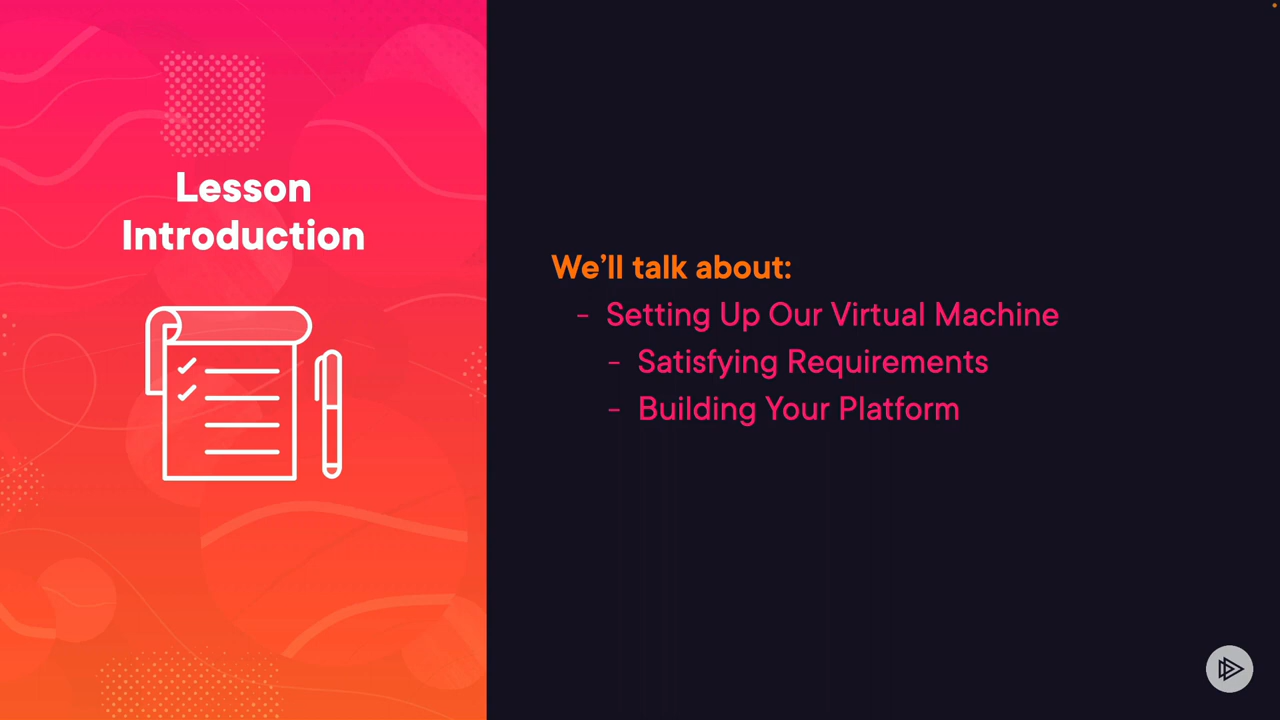 Lesson
Introduction
We’ll talk about:
- Setting Up Our Virtual Machine
- Satisfying Requirements
- Building Your Platform